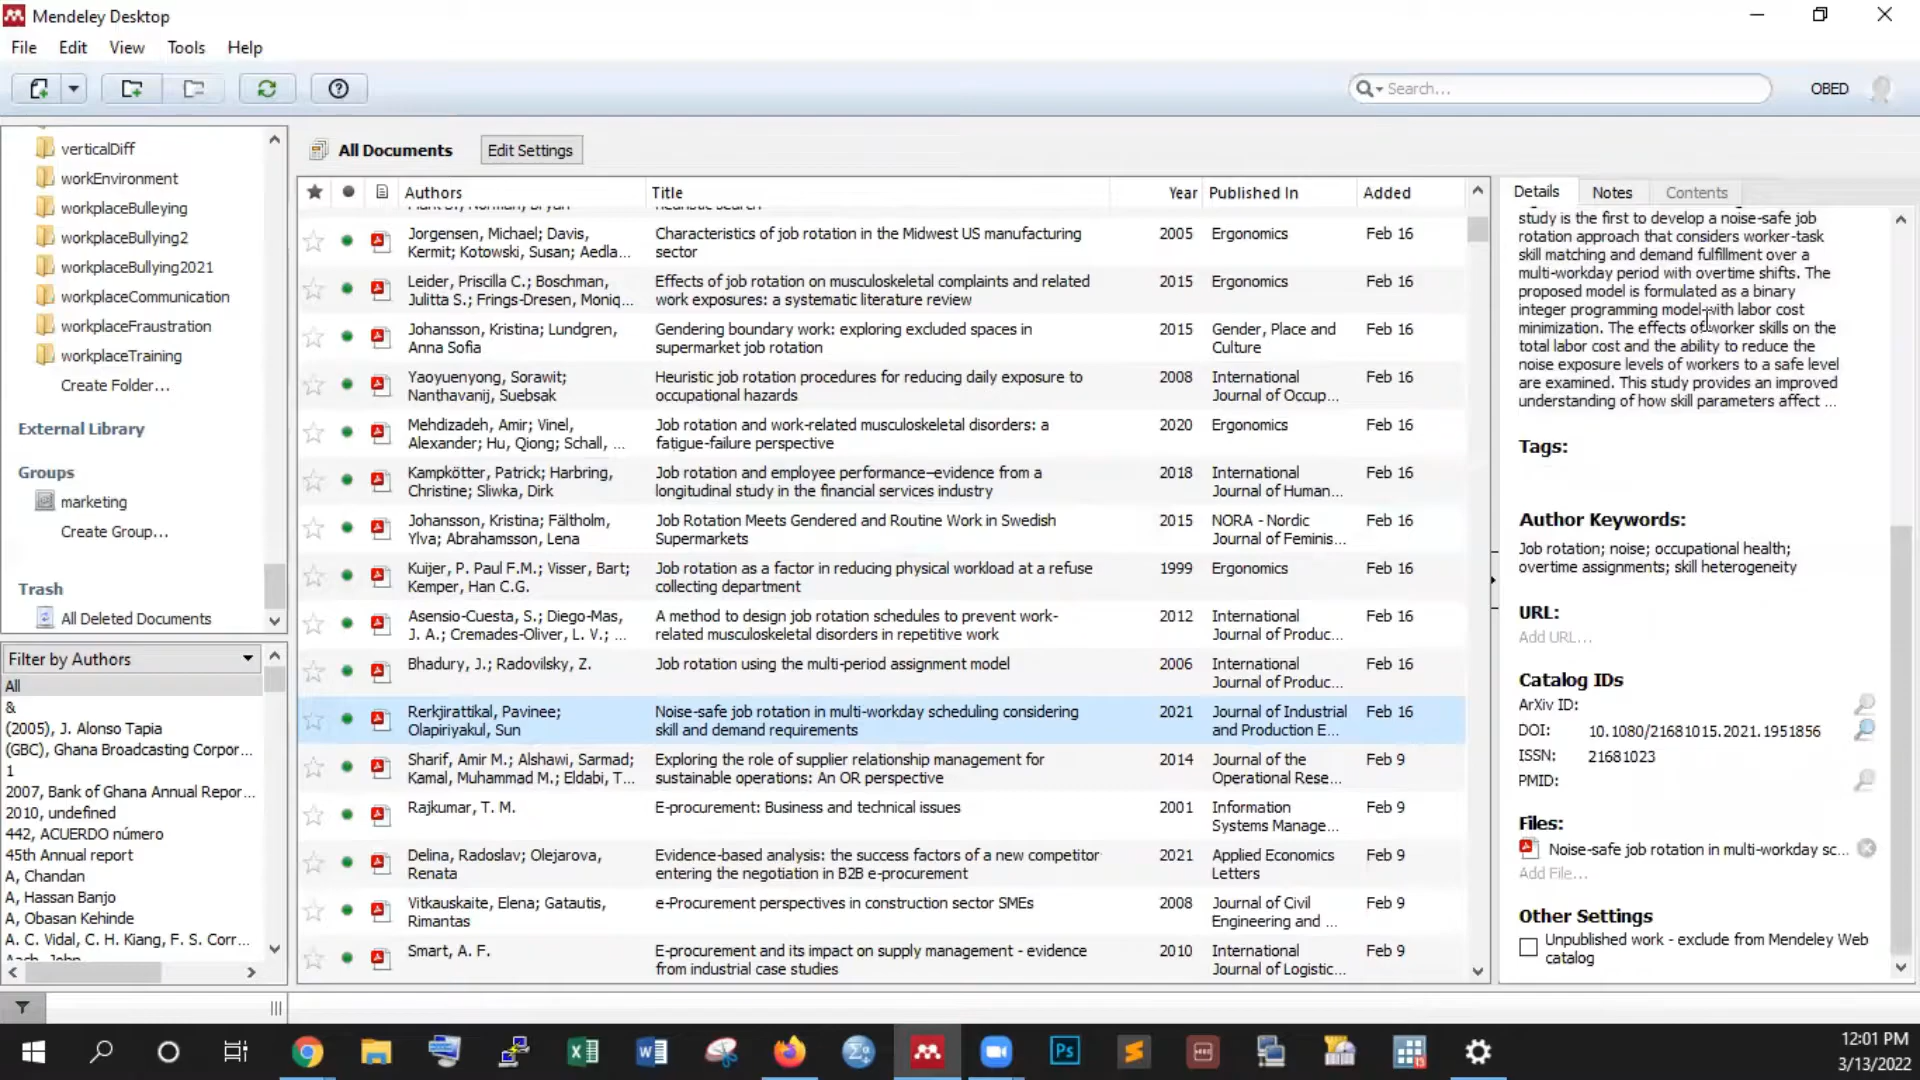 Mendeley Desktop
File Edit View Tools Help
Search...
OBED
verticalDiff
workEnvironment
workplaceBulleying
workplaceBullying2
workplaceBullying2021
workplaceCommunication
workplaceFraustration
workplaceTraining
Create Folder...
External Library
Groups
marketing
Create Group...
Trash
All Deleted Documents
Filter by Authors
All
&
(2005), J. Alonso Tapia
(GBC), Ghana Broadcasting Corpor...
1
2007, Bank of Ghana Annual Repor...
2010, undefined
442, ACUERDO número
45th Annual report
A, Chandan
A, Hassan Banjo
A, Obasan Kehinde
A. C. Vidal, C. H. Kiang, F. S. Corr...
All Documents Edit Settings
Authors Title Year Published In Added
Jorgensen, Michael; Davis, Characteristics of job rotation in the Midwest US manufacturing 2005 Ergonomics Feb 16
Kermit; Kotowski, Susan; Aedla... sector
Leider, Priscilla C.; Boschman, Effects of job rotation on musculoskeletal complaints and related 2015 Ergonomics Feb 16
Julitta S.; Frings-Dresen, Moniq... work exposures: a systematic literature review
Johansson, Kristina; Lundgren, Gendering boundary work: exploring excluded spaces in 2015 Gender, Place and Feb 16
Anna Sofia supermarket job rotation Culture
Yaoyuenyong, Sorawit; Heuristic job rotation procedures for reducing daily exposure to 2008 International Feb 16
Nanthavanij, Suebsak occupational hazards Journal of Occup...
Mehdizadeh, Amir; Vinel, Job rotation and work-related musculoskeletal disorders: a 2020 Ergonomics Feb 16
Alexander; Hu, Qiong; Schall, ... fatigue-failure perspective
Kampkötter, Patrick; Harbring, Job rotation and employee performance–evidence from a 2018 International Feb 16
Christine; Sliwka, Dirk longitudinal study in the financial services industry Journal of Human...
Johansson, Kristina; Fältholm, Job Rotation Meets Gendered and Routine Work in Swedish 2015 NORA - Nordic Feb 16
Ylva; Abrahamsson, Lena Supermarkets Journal of Feminis...
Kuijer, P. Paul F.M.; Visser, Bart; Job rotation as a factor in reducing physical workload at a refuse 1999 Ergonomics Feb 16
Kemper, Han C.G. collecting department
Asensio-Cuesta, S.; Diego-Mas, A method to design job rotation schedules to prevent work- 2012 International Feb 16
J. A.; Cremades-Oliver, L. V.; ... related musculoskeletal disorders in repetitive work Journal of Produc...
Bhadury, J.; Radovilsky, Z. Job rotation using the multi-period assignment model 2006 International Feb 16
Journal of Produc...
Rerkjirattikal, Pavinee; Noise-safe job rotation in multi-workday scheduling considering 2021 Journal of Industrial Feb 16
Olapiriyakul, Sun skill and demand requirements and Production E...
Sharif, Amir M.; Alshawi, Sarmad; Exploring the role of supplier relationship management for 2014 Journal of the Feb 9
Kamal, Muhammad M.; Eldabi, T... sustainable operations: An OR perspective Operational Rese...
Rajkumar, T. M. E-procurement: Business and technical issues 2001 Information Feb 9
Systems Manage...
Delina, Radoslav; Olejarova, Evidence-based analysis: the success factors of a new competitor 2021 Applied Economics Feb 9
Renata entering the negotiation in B2B e-procurement Letters
Vitkauskaite, Elena; Gatautis, e-Procurement perspectives in construction sector SMEs 2008 Journal of Civil Feb 9
Rimantas Engineering and ...
Smart, A. F. E-procurement and its impact on supply management - evidence 2010 International Feb 9
from industrial case studies Journal of Logistic...
Details Notes Contents
study is the first to develop a noise-safe job
rotation approach that considers worker-task
skill matching and demand fulfillment over a
multi-workday period with overtime shifts. The
proposed model is formulated as a binary
integer programming model with labor cost
minimization. The effects of worker skills on the
total labor cost and the ability to reduce the
noise exposure levels of workers to a safe level
are examined. This study provides an improved
understanding of how skill parameters affect ...
Tags:
Author Keywords:
Job rotation; noise; occupational health;
overtime assignments; skill heterogeneity
URL:
Add URL...
Catalog IDs
ArXiv ID:
DOI: 10.1080/21681015.2021.1951856
ISSN: 21681023
PMID:
Files:
Noise-safe job rotation in multi-workday sc...
Add File...
Other Settings
Unpublished work - exclude from Mendeley Web
catalog
12:01 PM
3/13/2022